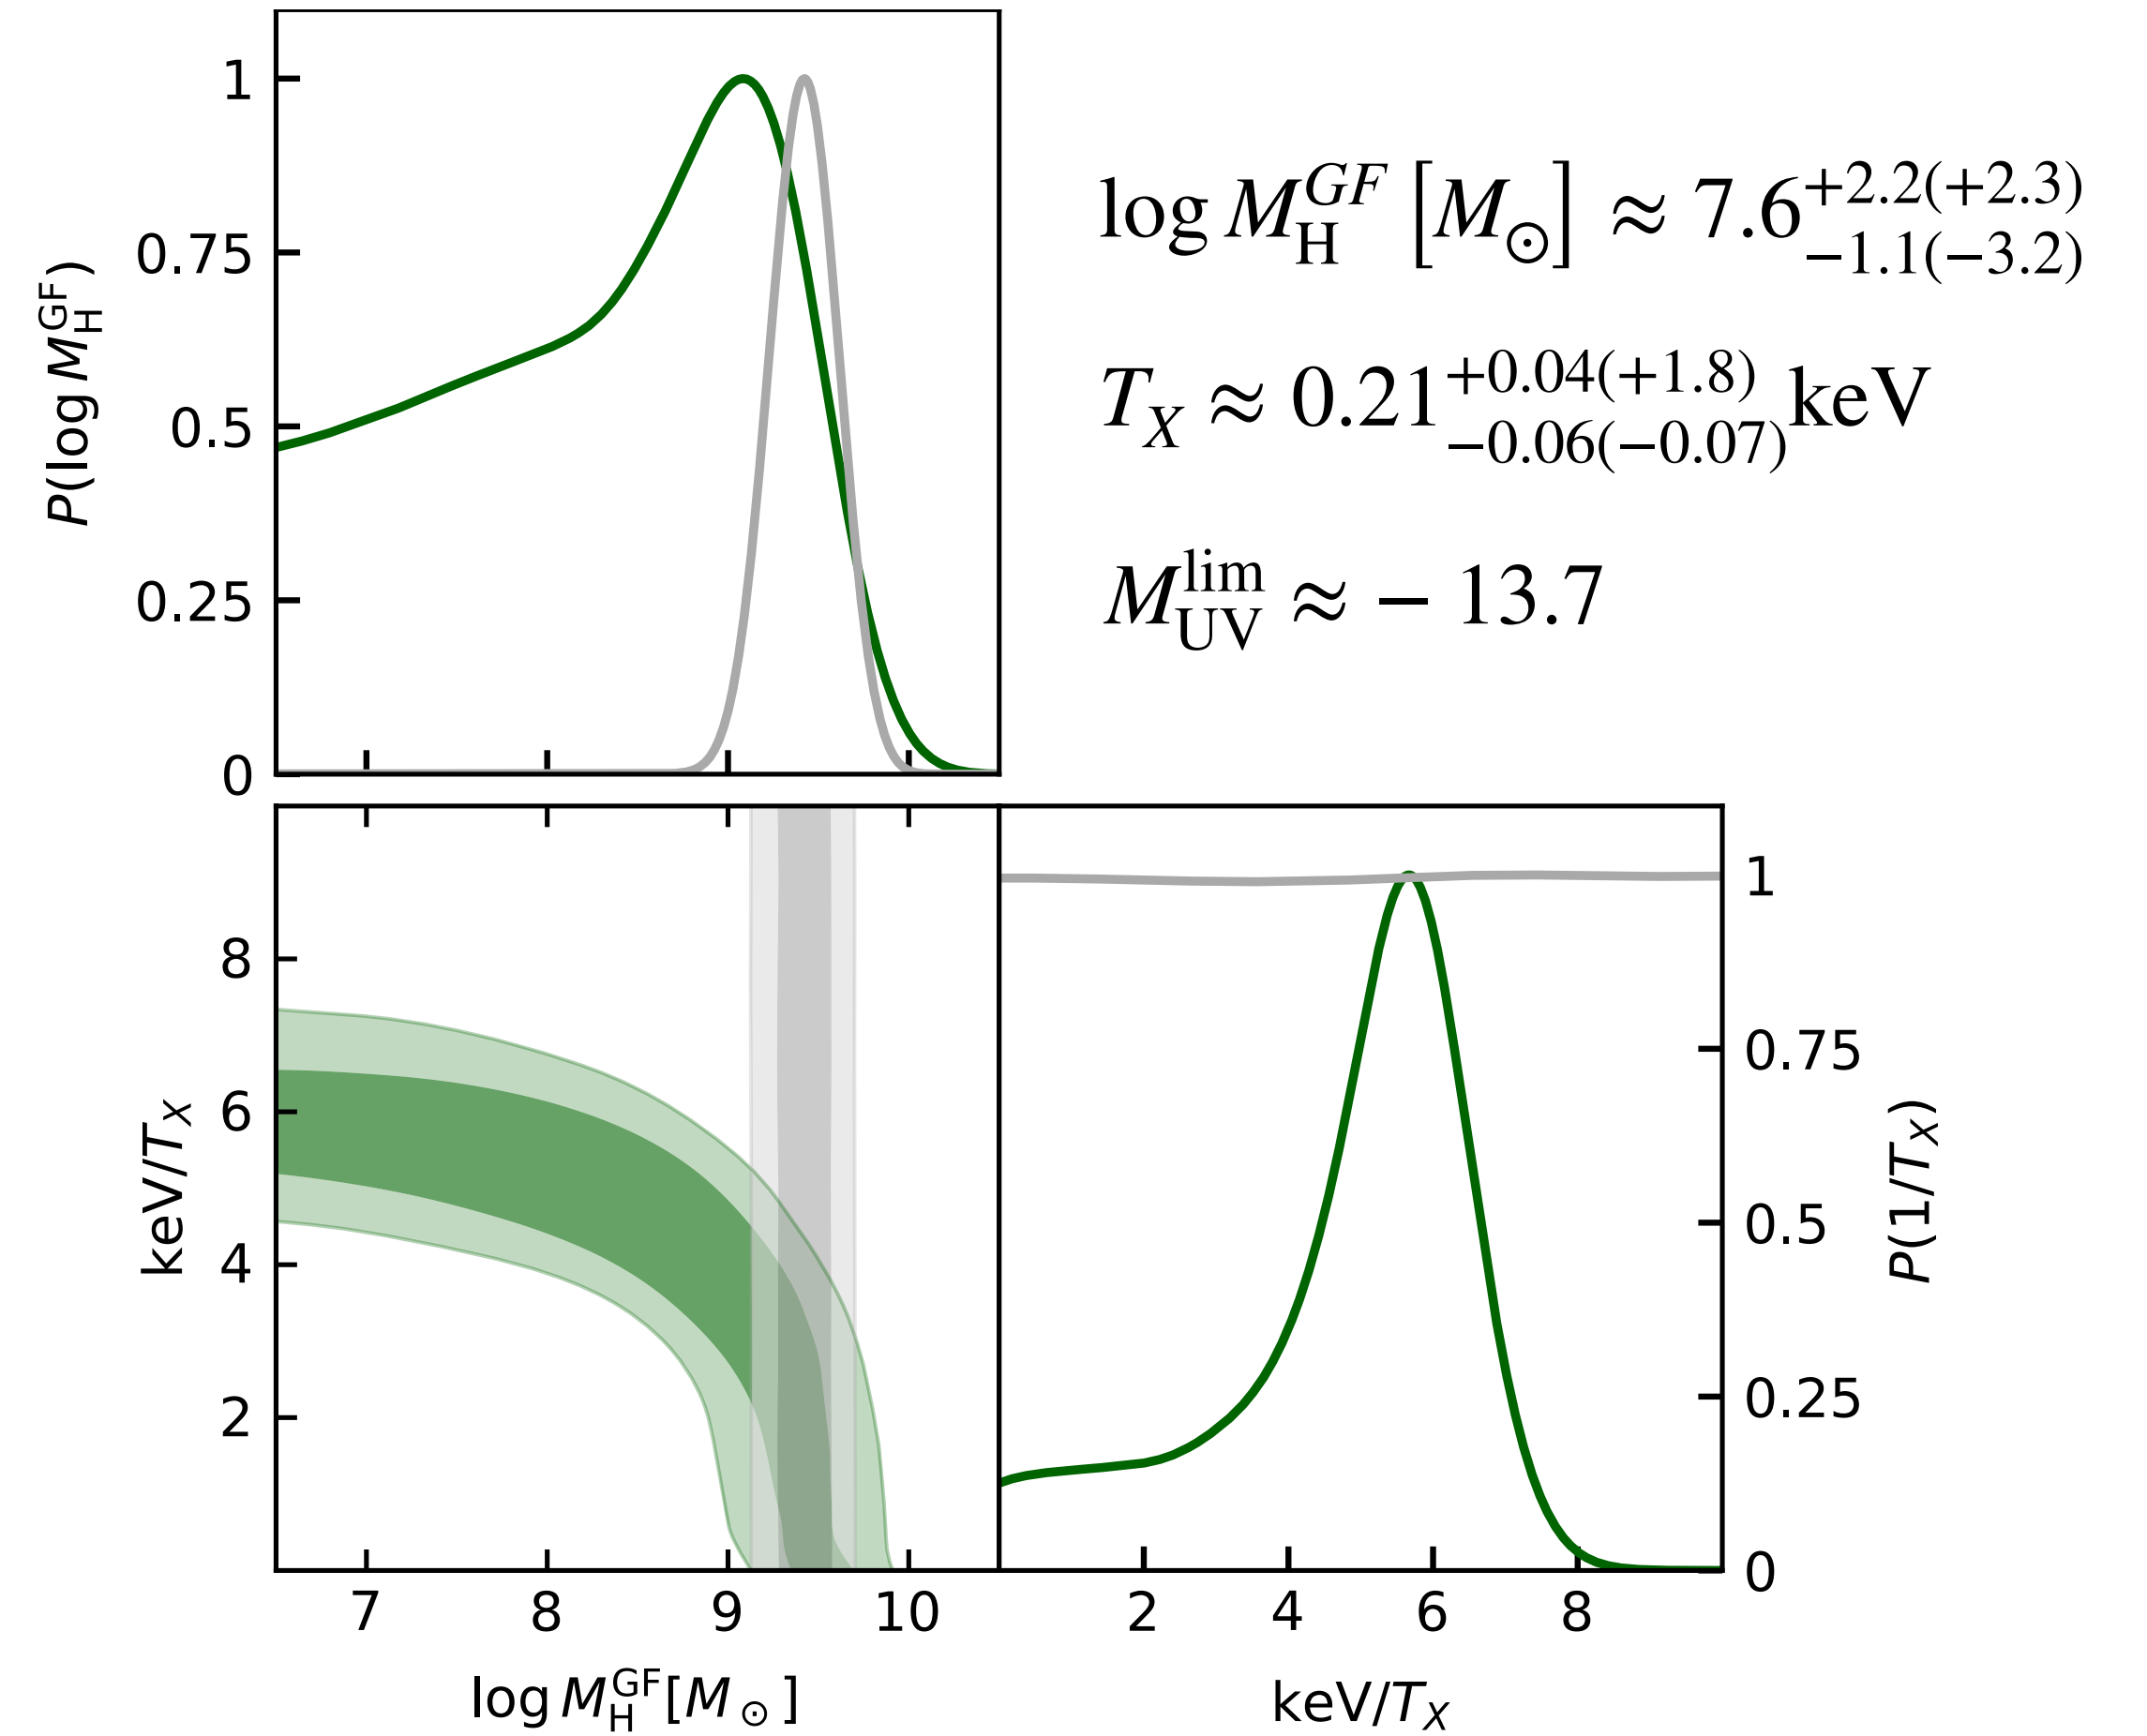 P(log M_H^GF)
1
0.75
0.5
0.25
0
log M_H^GF [M_⊙] ≈ 7.6^{+2.2(+2.3)}_{−1.1(−3.2)}
T_X ≈ 0.21^{+0.04(+1.8)}_{−0.06(−0.07)} keV
M_UV^lim ≈ − 13.7
keV/T_X
8
6
4
2
7 8 9 10
log M_H^GF[M_⊙]
2 4 6 8
keV/T_X
1
0.75
0.5
0.25
0
P(1/T_X)